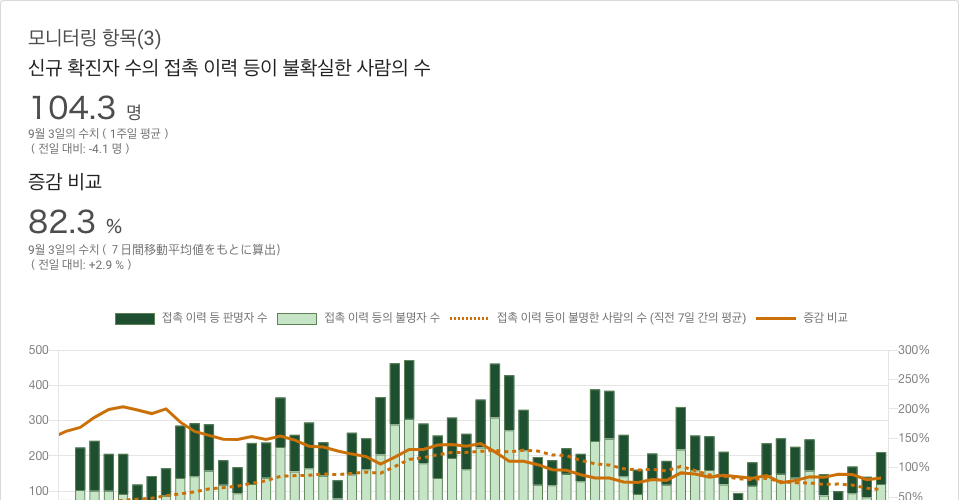 모니터링 항목(3)
신규 확진자 수의 접촉 이력 등이 불확실한 사람의 수
104.3 명
9월 3일의 수치 ( 1주일 평균 )
( 전일 대비: -4.1 명 )
증감 비교
82.3 %
9월 3일의 수치 ( ７日間移動平均値をもとに算出)
( 전일 대비: +2.9 % )
접촉 이력 등 판명자 수 접촉 이력 등의 불명자 수 접촉 이력 등이 불명한 사람의 수 (직전 7일 간의 평균) 증감 비교
500 300%
250%
400
200%
300
150%
200
100%
100
50%